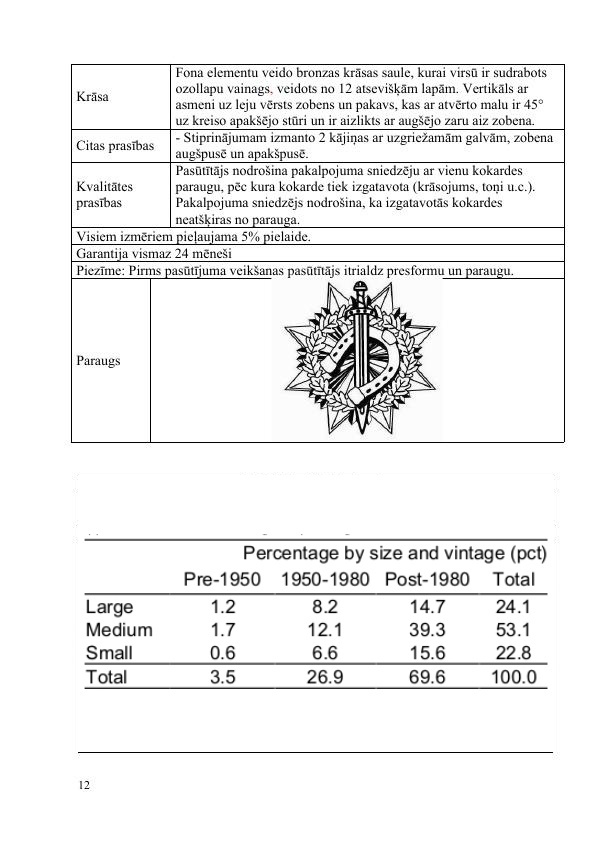 Krāsa
Fona elementu veido bronzas krāsas saule, kurai virsū ir sudrabots
ozollapu vainags, veidots no 12 atsevišķām lapām. Vertikāls ar
asmeni uz leju vērsts zobens un pakavs, kas ar atvērto malu ir 45°
uz kreiso apakšējo stūri un ir aizlikts ar augšējo zaru aiz zobena.
Citas prasības
- Stiprinājumam izmanto 2 kājiņas ar uzgriežamām galvām, zobena
augšpusē un apakšpusē.
Kvalitātes
prasības
Pasūtītājs nodrošina pakalpojuma sniedzēju ar vienu kokardes
paraugu, pēc kura kokarde tiek izgatavota (krāsojums, toņi u.c.).
Pakalpojuma sniedzējs nodrošina, ka izgatavotās kokardes
neatšķiras no parauga.
Visiem izmēriem pieļaujama 5% pielaide.
Garantija vismaz 24 mēneši
Piezīme: Pirms pasūtījuma veikšanas pasūtītājs itrialdz presformu un paraugu.
Paraugs
Percentage by size and vintage (pct)
Pre-1950 1950-1980 Post-1980 Total
Large 1.2 8.2 14.7 24.1
Medium 1.7 12.1 39.3 53.1
Small 0.6 6.6 15.6 22.8
Total 3.5 26.9 69.6 100.0
12